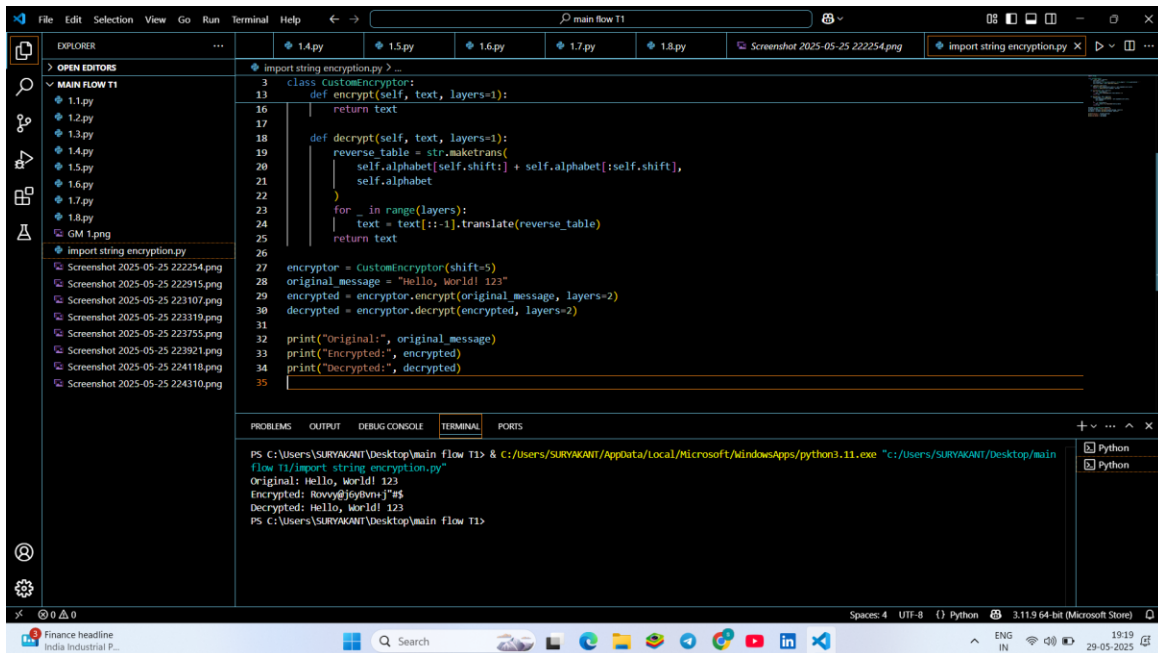 File Edit Selection View Go Run Terminal Help
main flow T1
EXPLORER
OPEN EDITORS
MAIN FLOW T1
1.1.py
1.2.py
1.3.py
1.4.py
1.5.py
1.6.py
1.7.py
1.8.py
GM 1.png
import string encryption.py
Screenshot 2025-05-25 222254.png
Screenshot 2025-05-25 222915.png
Screenshot 2025-05-25 223107.png
Screenshot 2025-05-25 223319.png
Screenshot 2025-05-25 223755.png
Screenshot 2025-05-25 223921.png
Screenshot 2025-05-25 224118.png
Screenshot 2025-05-25 224310.png
1.4.py 1.5.py 1.6.py 1.7.py 1.8.py Screenshot 2025-05-25 222254.png import string encryption.py
import string encryption.py > ...
3 class CustomEncryptor:
13 def encrypt(self, text, layers=1):
16 return text
17
18 def decrypt(self, text, layers=1):
19 reverse_table = str.maketrans(
20 self.alphabet[self.shift:] + self.alphabet[:self.shift],
21 self.alphabet
22 )
23 for _ in range(layers):
24 text = text[::-1].translate(reverse_table)
25 return text
26
27 encryptor = CustomEncryptor(shift=5)
28 original_message = "Hello, World! 123"
29 encrypted = encryptor.encrypt(original_message, layers=2)
30 decrypted = encryptor.decrypt(encrypted, layers=2)
31
32 print("Original:", original_message)
33 print("Encrypted:", encrypted)
34 print("Decrypted:", decrypted)
35
PROBLEMS OUTPUT DEBUG CONSOLE TERMINAL PORTS
PS C:\Users\SURYAKANT\Desktop\main flow T1> & C:/Users/SURYAKANT/AppData/Local/Microsoft/WindowsApps/python3.11.exe "c:/Users/SURYAKANT/Desktop/main
flow T1/import string encryption.py"
Original: Hello, World! 123
Encrypted: Rovvy@j6yBvn+j"#$
Decrypted: Hello, World! 123
PS C:\Users\SURYAKANT\Desktop\main flow T1>
Python
Python
0 0 Spaces: 4 UTF-8 {} Python 3.11.9 64-bit (Microsoft Store)
3
Finance headline
India Industrial P...
Search
ENG
IN
19:19
29-05-2025